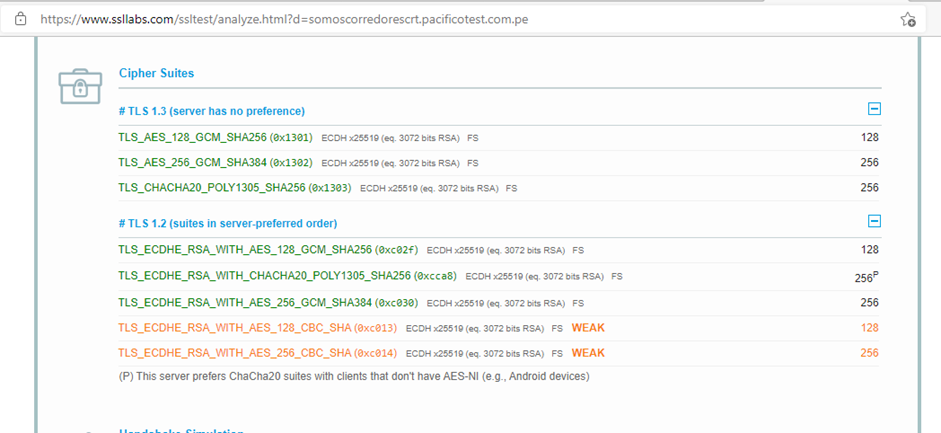 https://www.ssllabs.com/ssltest/analyze.html?d=somoscorredorescrt.pacificotest.com.pe
Cipher Suites
# TLS 1.3 (server has no preference)
TLS_AES_128_GCM_SHA256 (0x1301) ECDH x25519 (eq. 3072 bits RSA) FS 128
TLS_AES_256_GCM_SHA384 (0x1302) ECDH x25519 (eq. 3072 bits RSA) FS 256
TLS_CHACHA20_POLY1305_SHA256 (0x1303) ECDH x25519 (eq. 3072 bits RSA) FS 256
# TLS 1.2 (suites in server-preferred order)
TLS_ECDHE_RSA_WITH_AES_128_GCM_SHA256 (0xc02f) ECDH x25519 (eq. 3072 bits RSA) FS 128
TLS_ECDHE_RSA_WITH_CHACHA20_POLY1305_SHA256 (0xcca8) ECDH x25519 (eq. 3072 bits RSA) FS 256P
TLS_ECDHE_RSA_WITH_AES_256_GCM_SHA384 (0xc030) ECDH x25519 (eq. 3072 bits RSA) FS 256
TLS_ECDHE_RSA_WITH_AES_128_CBC_SHA (0xc013) ECDH x25519 (eq. 3072 bits RSA) FS WEAK 128
TLS_ECDHE_RSA_WITH_AES_256_CBC_SHA (0xc014) ECDH x25519 (eq. 3072 bits RSA) FS WEAK 256
(P) This server prefers ChaCha20 suites with clients that don't have AES-NI (e.g., Android devices)
Handshake Simulation